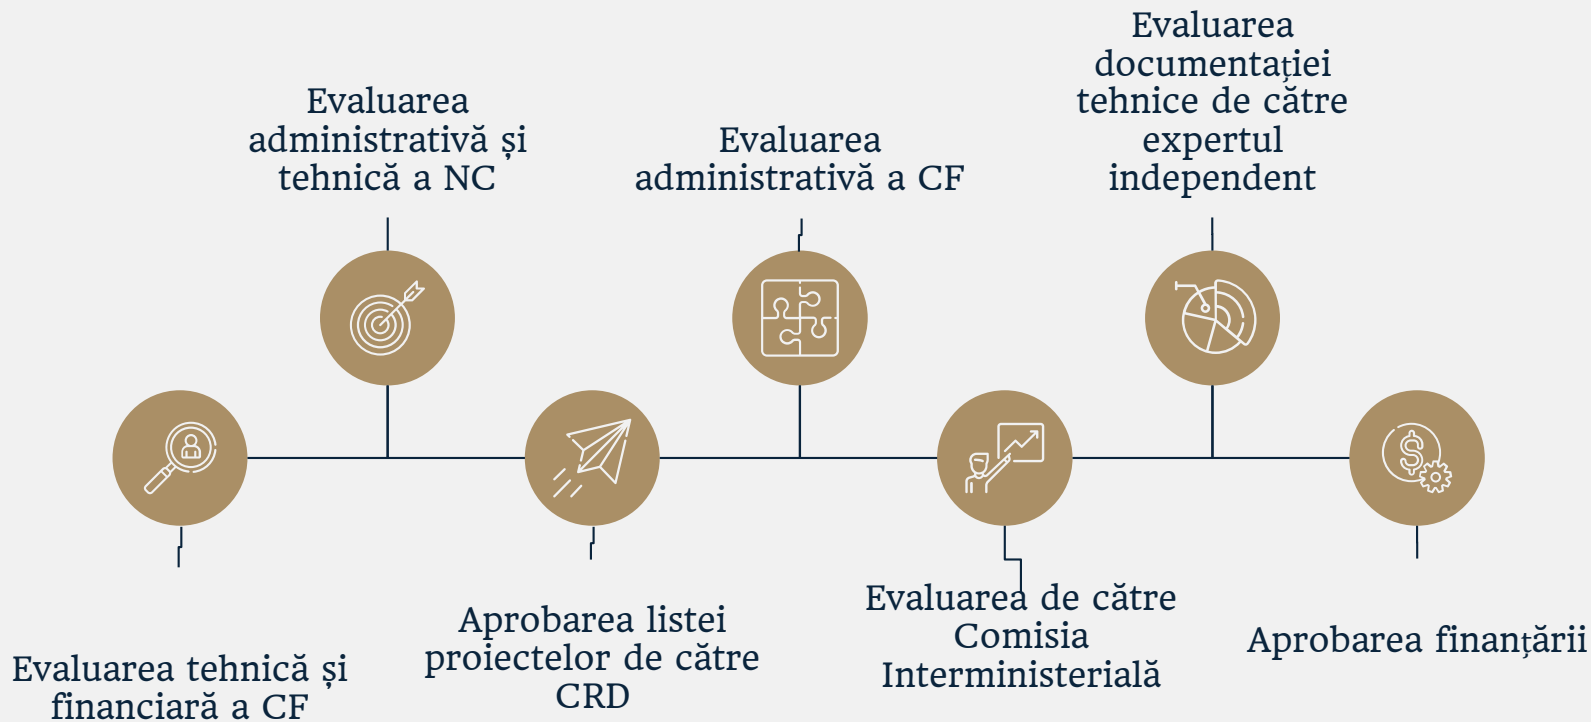 Evaluarea tehnică și
financiară a CF
Evaluarea
administrativă și
tehnică a NC
Aprobarea listei
proiectelor de către
CRD
Evaluarea
administrativă a CF
Evaluarea de către
Comisia
Interministerială
Evaluarea
documentației
tehnice de către
expertul
independent
Aprobarea finanțării